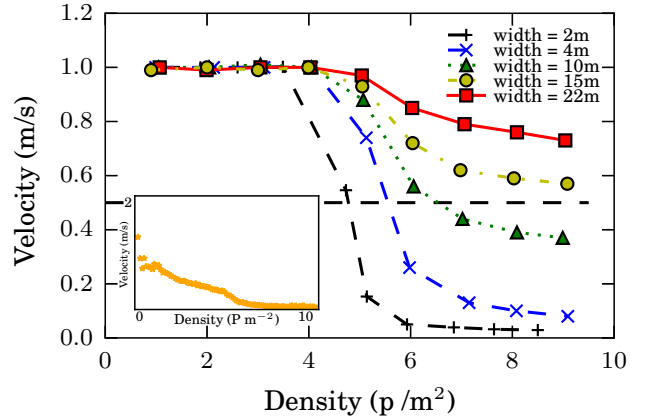 1.2
1.0
0.8
0.6
0.4
0.2
0.0
0
2
4
6
8
10
Velocity (m/s)
Density (p /m²)
width = 2m
width = 4m
width = 10m
width = 15m
width = 22m
2
Velocity (m/s)
0
10
Density (P m⁻²)